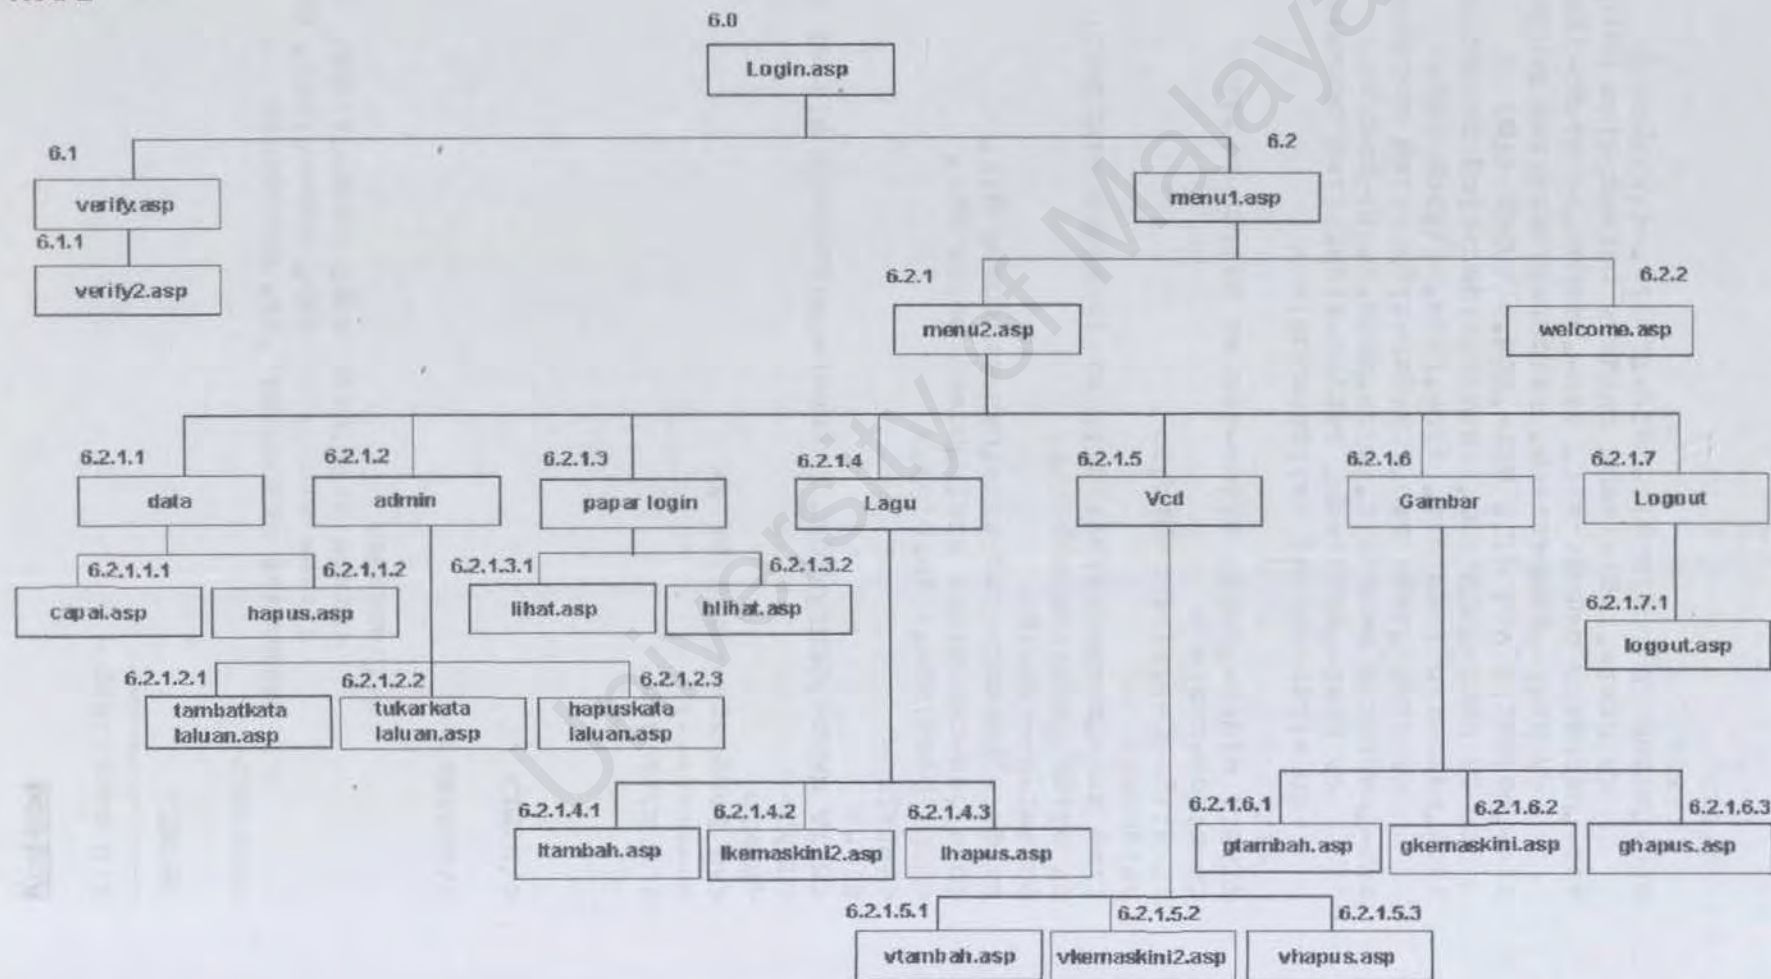 6.0
Login.asp
6.1
6.2
verify.asp
menu1.asp
6.1.1
verify2.asp
6.2.1
6.2.2
menu2.asp
welcome.asp
6.2.1.1
6.2.1.2
6.2.1.3
6.2.1.4
6.2.1.5
6.2.1.6
6.2.1.7
data
admin
papar login
Lagu
Vcd
Gambar
Logout
6.2.1.1.1
6.2.1.1.2
6.2.1.3.1
6.2.1.3.2
capai.asp
hapus.asp
lihat.asp
hlihat.asp
6.2.1.7.1
logout.asp
6.2.1.2.1
6.2.1.2.2
6.2.1.2.3
tambatkata
laluan.asp
tukarkata
laluan.asp
hapuskata
laluan.asp
6.2.1.4.1
6.2.1.4.2
6.2.1.4.3
ltambah.asp
lkemaskini2.asp
lhapus.asp
6.2.1.6.1
6.2.1.6.2
6.2.1.6.3
gtambah.asp
gkemaskini.asp
ghapus.asp
6.2.1.5.1
6.2.1.5.2
6.2.1.5.3
vtambah.asp
vkemaskini2.asp
vhapus.asp
University of Malaya